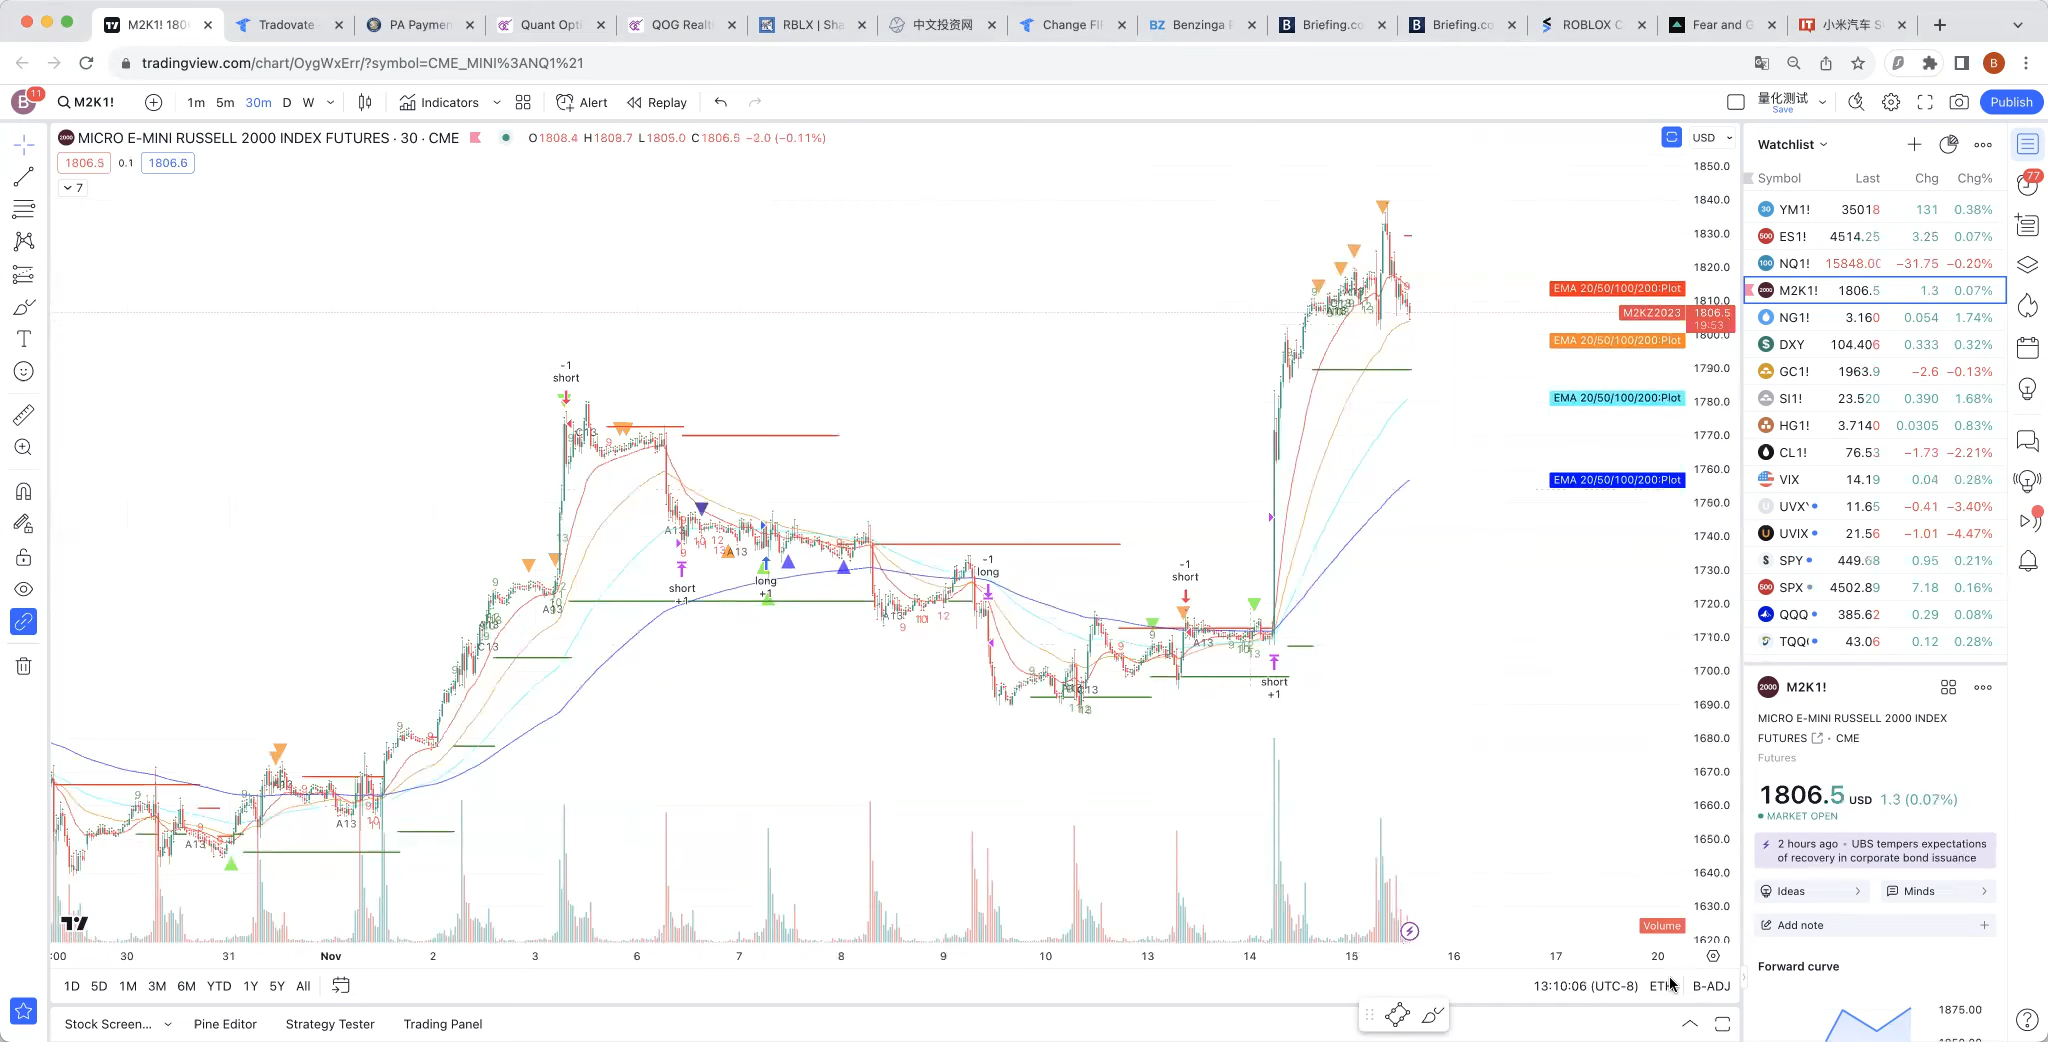 M2K1! 180
Tradovate
PA Paymen
Quant Opti
QOG Realt
RBLX | Sha
中文投资网
Change FI
BZ Benzinga
Briefing.co
Briefing.co
ROBLOX C
Fear and G
小米汽车 S
tradingview.com/chart/OygWxErr/?symbol=CME_MINI%3ANQ1%21
B
B 11
M2K1!
1m 5m 30m D W
Indicators
Alert
Replay
量化测试
Save
Publish
MICRO E-MINI RUSSELL 2000 INDEX FUTURES · 30 · CME
O1808.4 H1808.7 L1805.0 C1806.5 −2.0 (−0.11%)
USD
1806.5 0.1 1806.6
7
1850.0
1840.0
1830.0
1820.0
1810.0
1800.0
1790.0
1780.0
1770.0
1760.0
1750.0
1740.0
1730.0
1720.0
1710.0
1700.0
1690.0
1680.0
1670.0
1660.0
1650.0
1640.0
1630.0
1620.0
EMA 20/50/100/200:Plot
M2KZ2023 1806.5
19:53
EMA 20/50/100/200:Plot
EMA 20/50/100/200:Plot
EMA 20/50/100/200:Plot
-1
short
short
+1
long
+1
-1
long
-1
short
short
+1
Volume
:00 30 31 Nov 2 3 6 7 8 9 10 13 14 15 16 17 20
1D 5D 1M 3M 6M YTD 1Y 5Y All
13:10:06 (UTC-8) ETH B-ADJ
Stock Screen... Pine Editor Strategy Tester Trading Panel
Watchlist
Symbol Last Chg Chg%
YM1! 35018 131 0.38%
ES1! 4514.25 3.25 0.07%
NQ1! 15848.00 −31.75 −0.20%
M2K1! 1806.5 1.3 0.07%
NG1! 3.160 0.054 1.74%
DXY 104.406 0.333 0.32%
GC1! 1963.9 −2.6 −0.13%
SI1! 23.520 0.390 1.68%
HG1! 3.7140 0.0305 0.83%
CL1! 76.53 −1.73 −2.21%
VIX 14.19 0.04 0.28%
UVXY 11.65 −0.41 −3.40%
UVIX 21.56 −1.01 −4.47%
SPY 449.68 0.95 0.21%
SPX 4502.89 7.18 0.16%
QQQ 385.62 0.29 0.08%
TQQ 43.06 0.12 0.28%
77
M2K1!
MICRO E-MINI RUSSELL 2000 INDEX
FUTURES · CME
Futures
1806.5 USD 1.3 (0.07%)
MARKET OPEN
2 hours ago · UBS tempers expectations
of recovery in corporate bond issuance
Ideas
Minds
Add note
Forward curve
1875.00